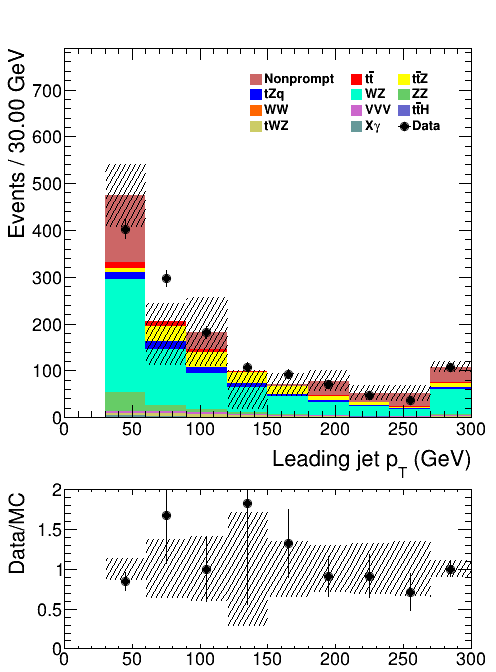 Events / 30.00 GeV
700
600
500
400
300
200
100
0
Nonprompt tt̄ tt̄Z
tZq WZ ZZ
WW VVV tt̄H
tWZ Xγ Data
0 50 100 150 200 250 300
Leading jet p_T (GeV)
Data/MC
2
1.5
1
0.5
0
0 50 100 150 200 250 300